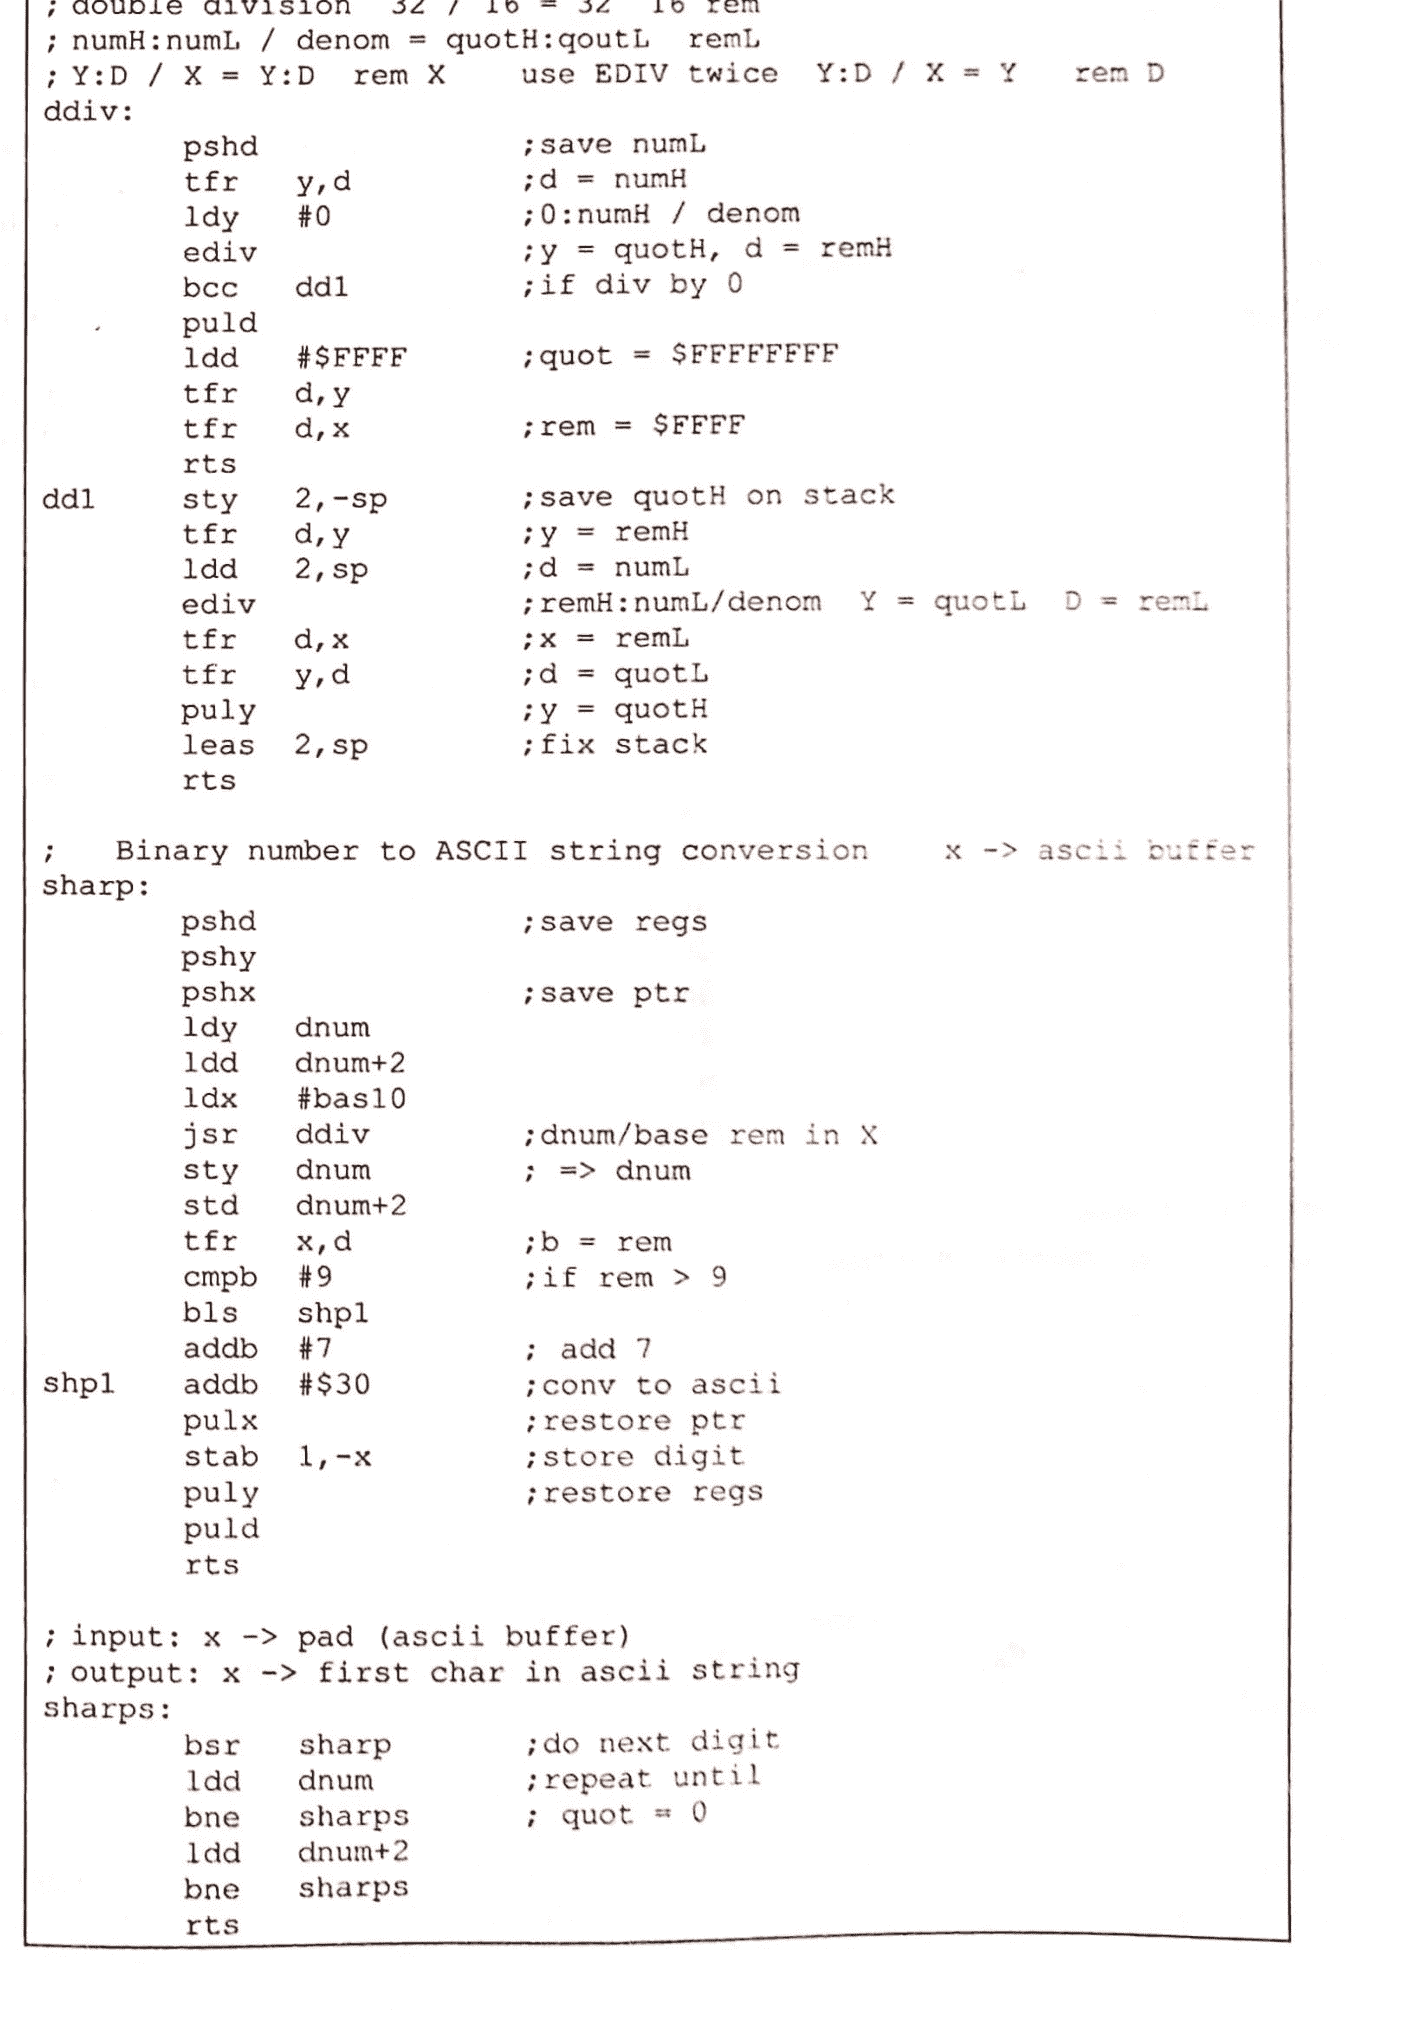 ; double division  32 / 16 = 32  16 rem
; numH:numL / denom = quotH:qoutL  remL
; Y:D / X = Y:D  rem X    use EDIV twice  Y:D / X = Y   rem D
ddiv:
pshd ;save numL
tfr y,d ;d = numH
ldy #0 ;0:numH / denom
ediv ;y = quotH, d = remH
bcc dd1 ;if div by 0
puld
ldd #$FFFF ;quot = $FFFFFFFF
tfr d,y
tfr d,x ;rem = $FFFF
rts
dd1 sty 2,-sp ;save quotH on stack
tfr d,y ;y = remH
ldd 2,sp ;d = numL
ediv ;remH:numL/denom  Y = quotL  D = remL
tfr d,x ;x = remL
tfr y,d ;d = quotL
puly ;y = quotH
leas 2,sp ;fix stack
rts
;   Binary number to ASCII string conversion    x -> ascii buffer
sharp:
pshd ;save regs
pshy
pshx ;save ptr
ldy dnum
ldd dnum+2
ldx #bas10
jsr ddiv ;dnum/base rem in X
sty dnum ; => dnum
std dnum+2
tfr x,d ;b = rem
cmpb #9 ;if rem > 9
bls shp1
addb #7 ; add 7
shp1 addb #$30 ;conv to ascii
pulx ;restore ptr
stab 1,-x ;store digit
puly ;restore regs
puld
rts
; input: x -> pad (ascii buffer)
; output: x -> first char in ascii string
sharps:
bsr sharp ;do next digit
ldd dnum ;repeat until
bne sharps ; quot = 0
ldd dnum+2
bne sharps
rts